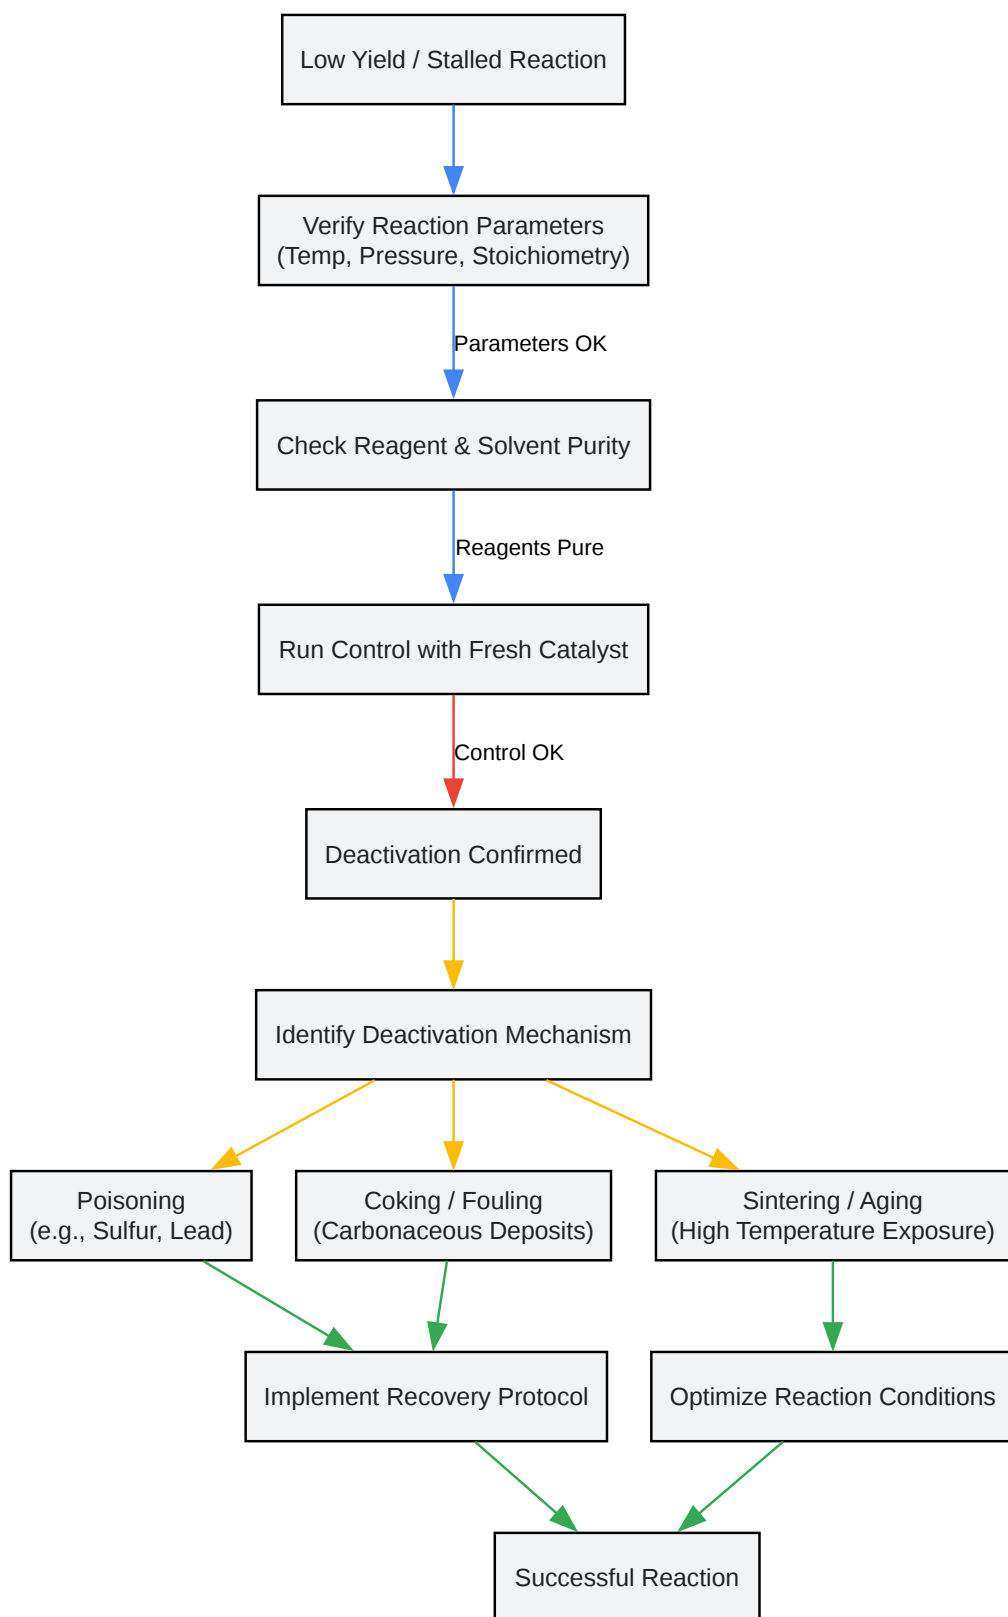 Low Yield / Stalled Reaction
Verify Reaction Parameters
(Temp, Pressure, Stoichiometry)
Parameters OK
Check Reagent & Solvent Purity
Reagents Pure
Run Control with Fresh Catalyst
Control OK
Deactivation Confirmed
Identify Deactivation Mechanism
Poisoning
(e.g., Sulfur, Lead)
Coking / Fouling
(Carbonaceous Deposits)
Sintering / Aging
(High Temperature Exposure)
Implement Recovery Protocol
Optimize Reaction Conditions
Successful Reaction